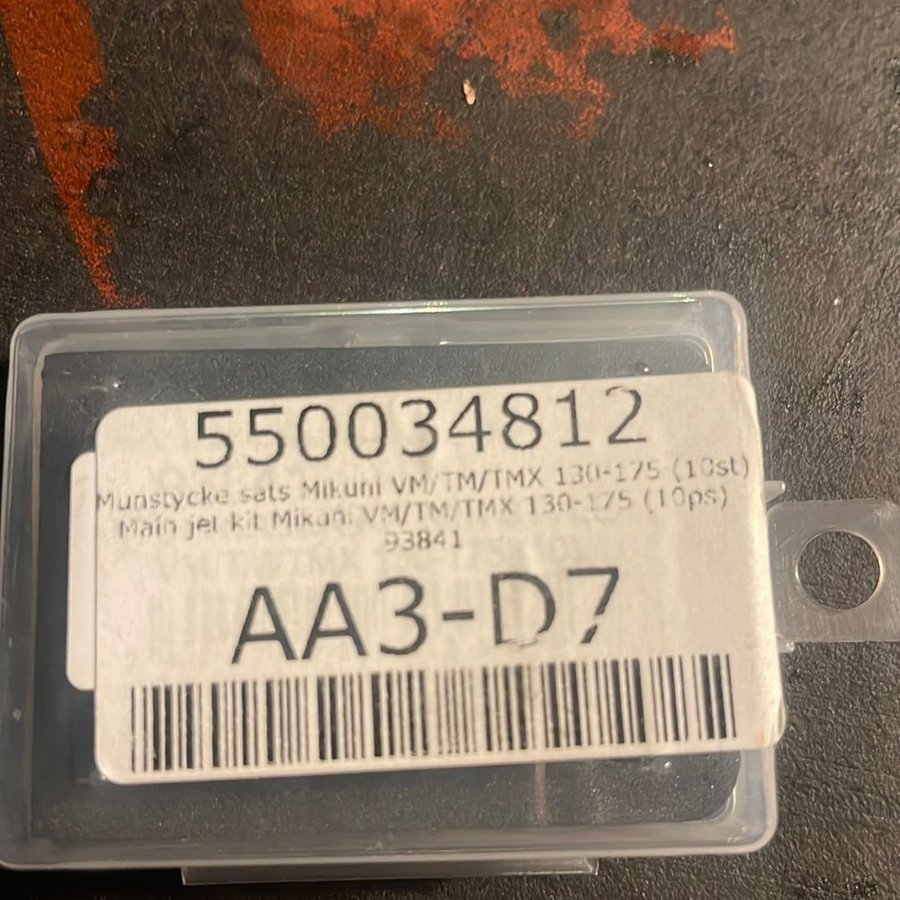 550034812
Munstycke sats Mikuni VM/TM/TMX 130-175 (10st)
Main jet kit Mikuni VM/TM/TMX 130-175 (10ps)
93841
AA3-D7